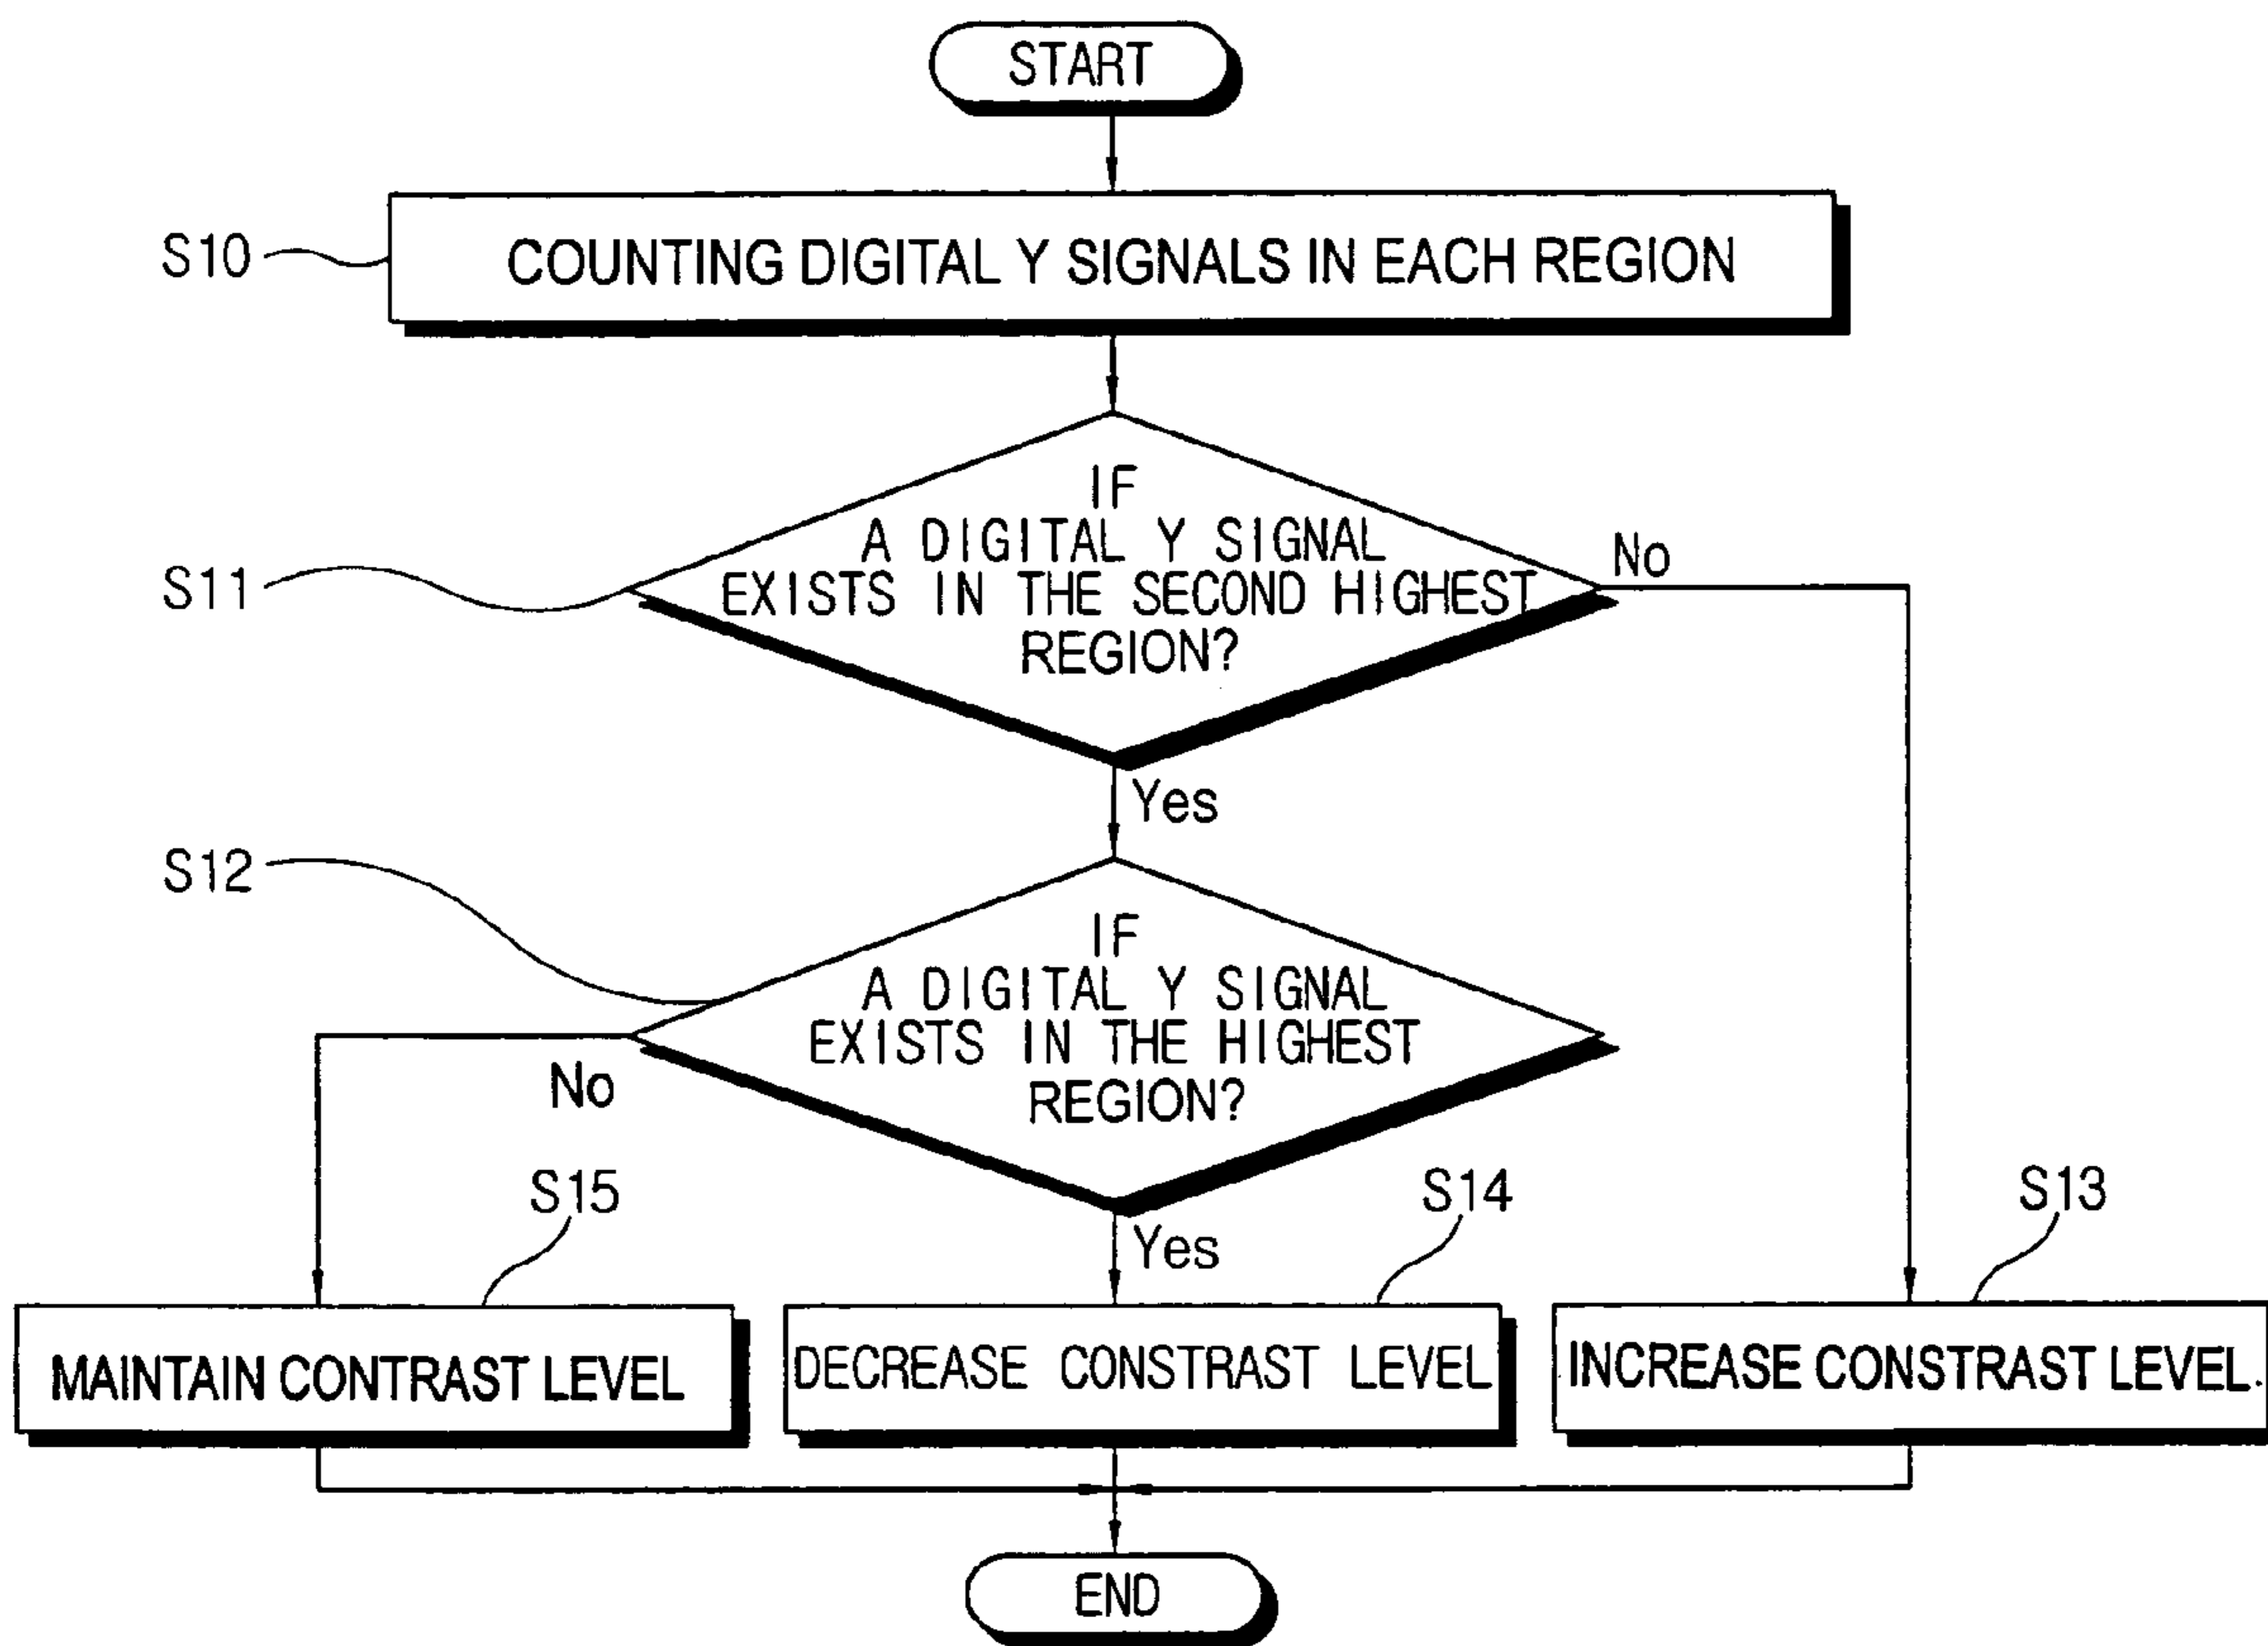 START
S10
COUNTING DIGITAL Y SIGNALS IN EACH REGION
S11
IF
A DIGITAL Y SIGNAL
EXISTS IN THE SECOND HIGHEST
REGION?
No
Yes
S12
IF
A DIGITAL Y SIGNAL
EXISTS IN THE HIGHEST
REGION?
No
Yes
S15
S14
S13
MAINTAIN CONTRAST LEVEL
DECREASE CONSTRAST LEVEL
INCREASE CONSTRAST LEVEL.
END